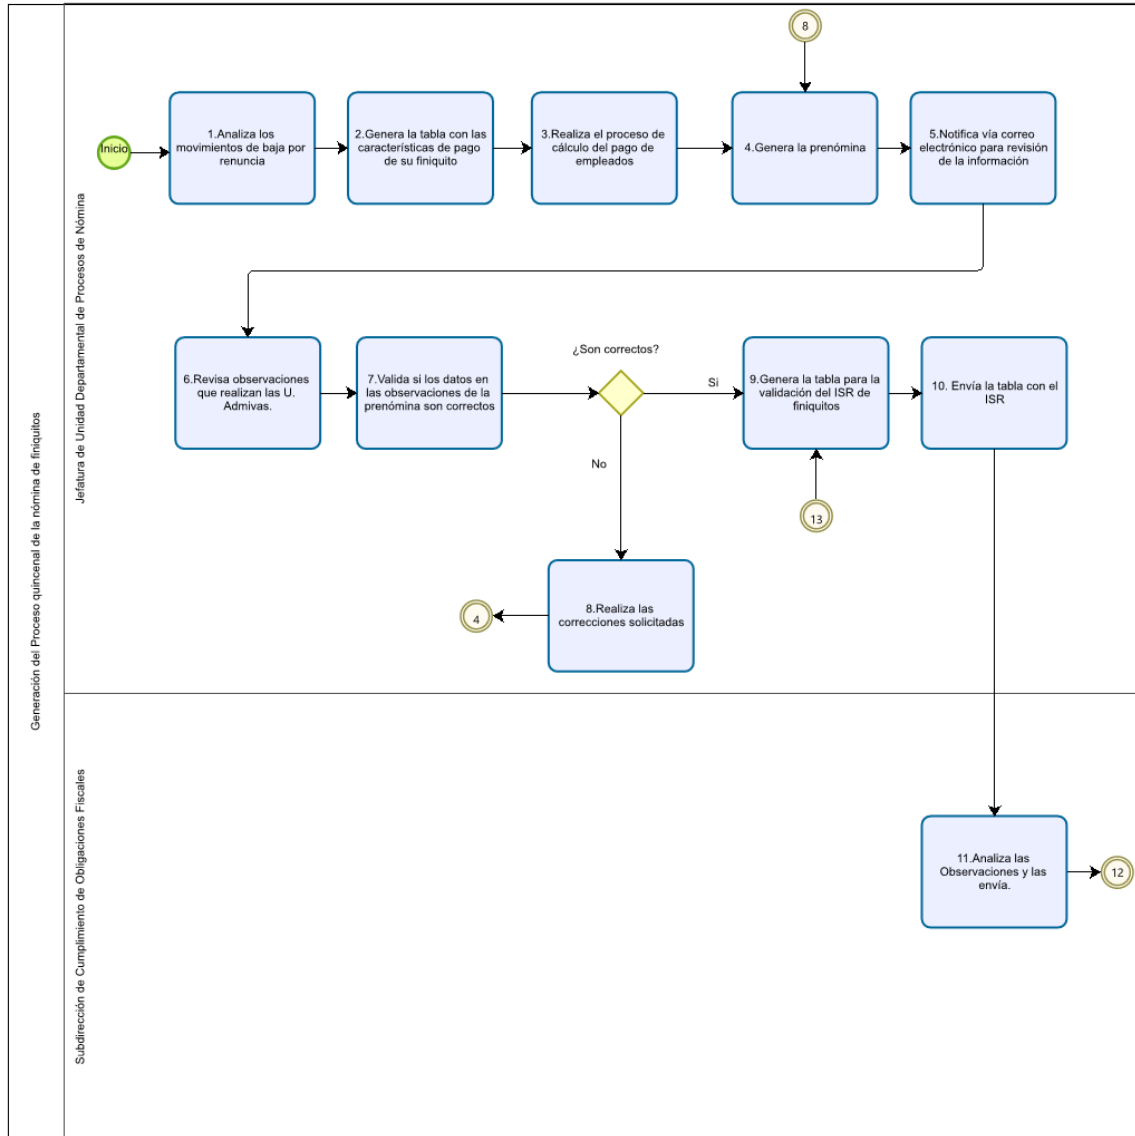 Generación del Proceso quincenal de la nómina de finiquitos
Jefatura de Unidad Departamental de Procesos de Nómina
8
Inicio
1.Analiza los
movimientos de baja por
renuncia
2.Genera la tabla con las
características de pago
de su finiquito
3.Realiza el proceso de
cálculo del pago de
empleados
4.Genera la prenómina
5.Notifica vía correo
electrónico para revisión
de la información
6.Revisa observaciones
que realizan las U.
Admivas.
7.Valida si los datos en
las observaciones de la
prenómina son correctos
¿Son correctos?
Sí
No
9.Genera la tabla para la
validación del ISR de
finiquitos
10. Envía la tabla con el
ISR
13
8.Realiza las
correcciones solicitadas
4
Subdirección de Cumplimiento de Obligaciones Fiscales
11.Analiza las
Observaciones y las
envía.
12